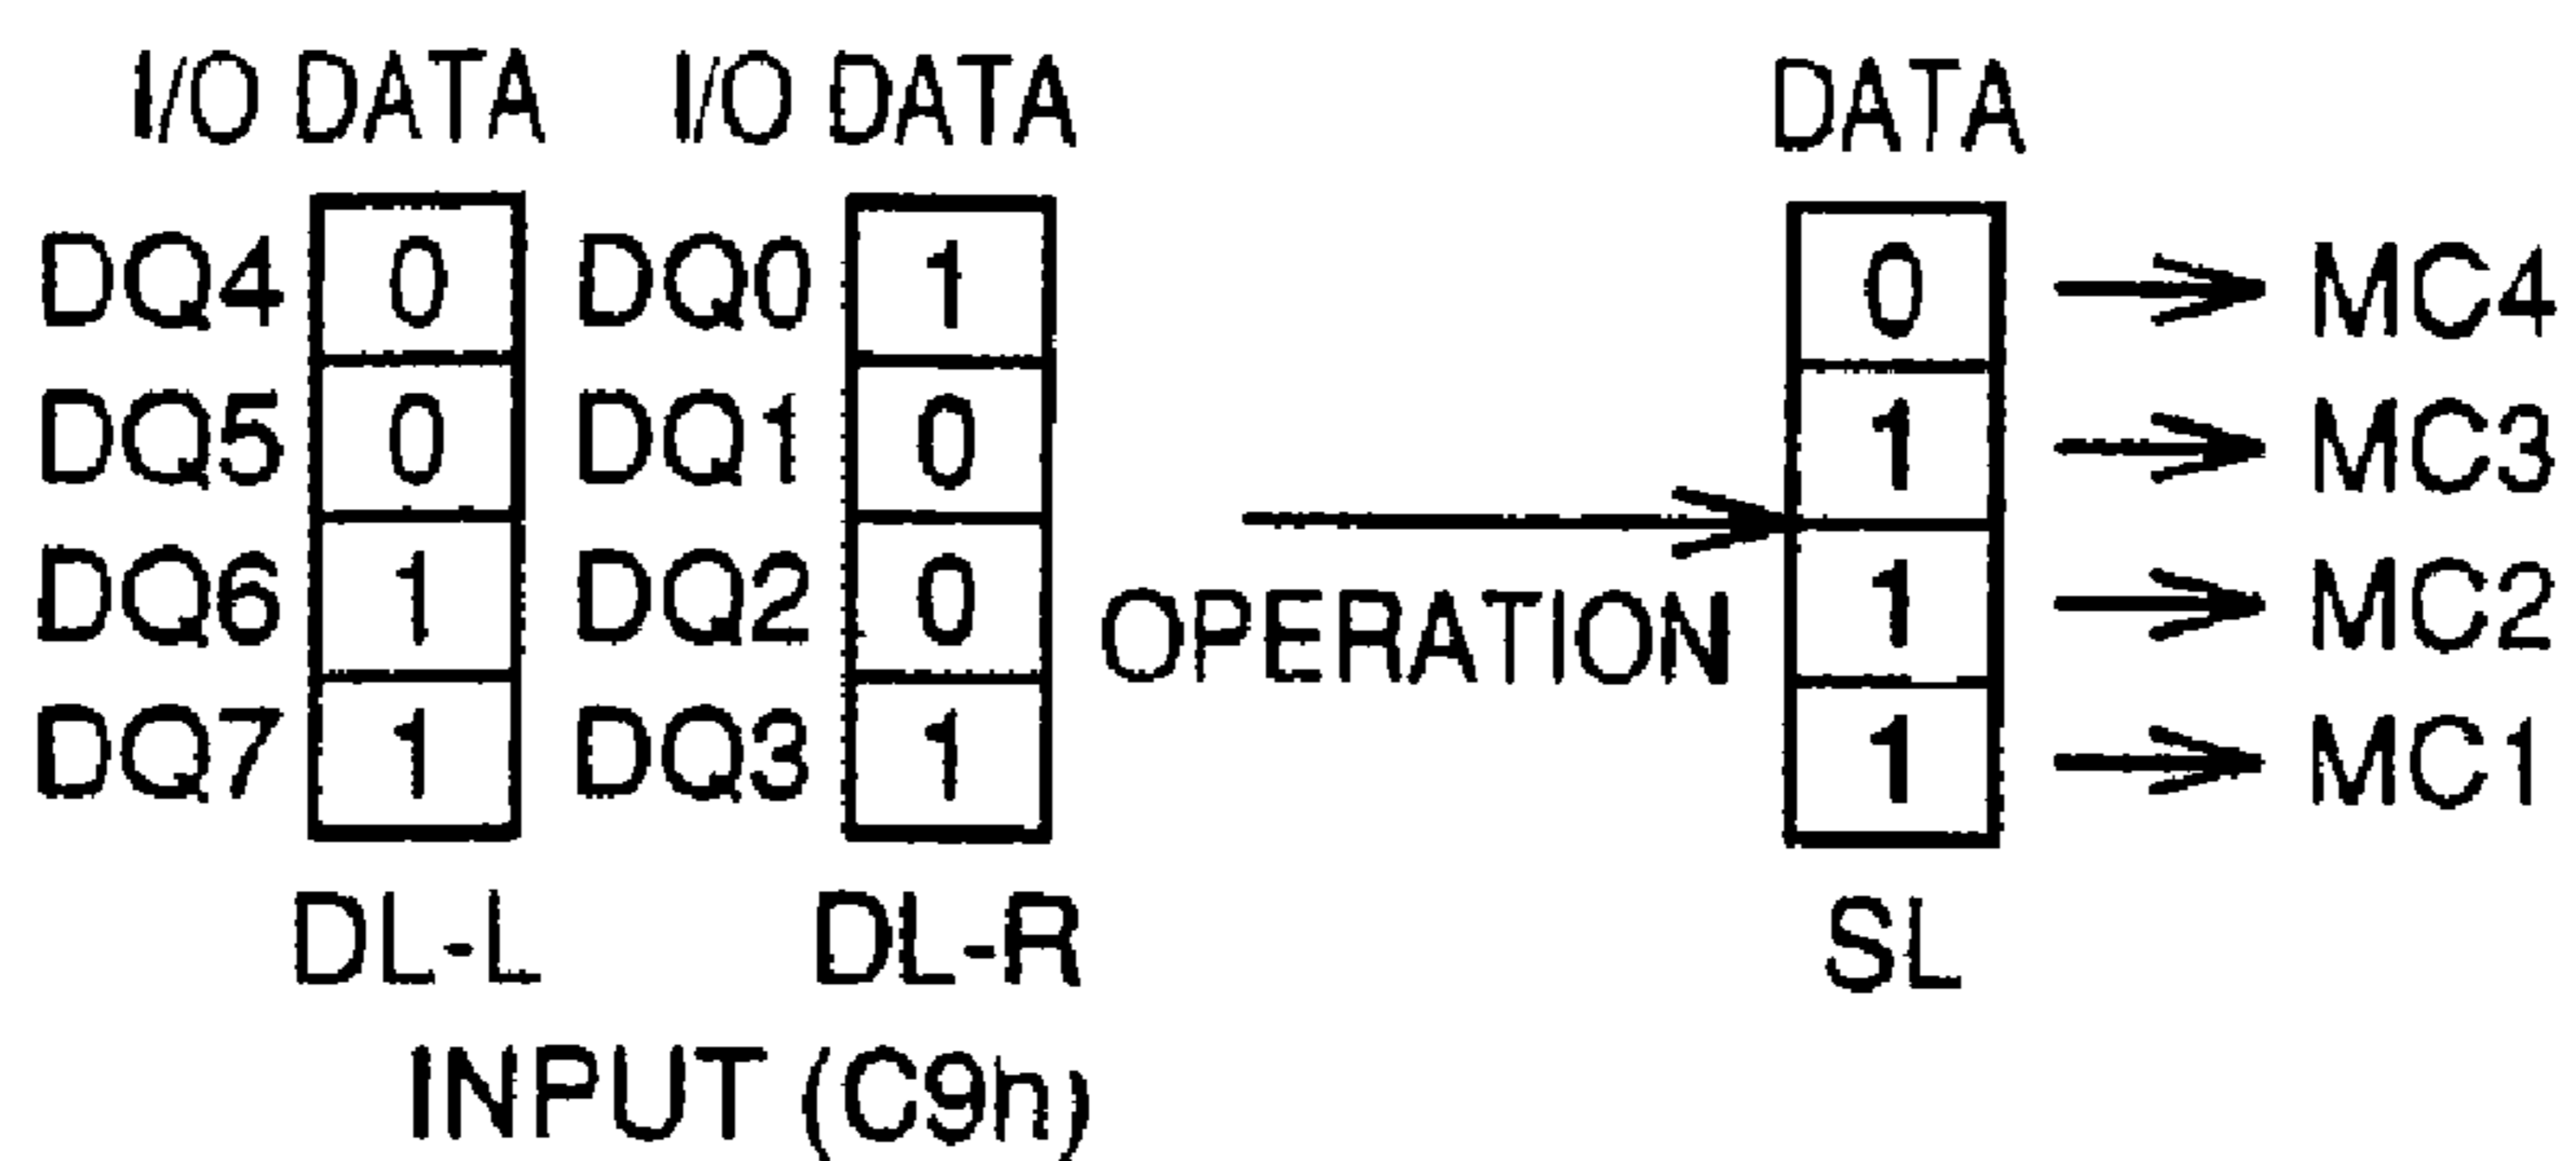 I/O DATA I/O DATA DATA
DQ4 0 DQ0 1 0 MC4
DQ5 0 DQ1 0 1 MC3
DQ6 1 DQ2 0 1 MC2
OPERATION
DQ7 1 DQ3 1 1 MC1
DL-L DL-R SL
INPUT (C9h)